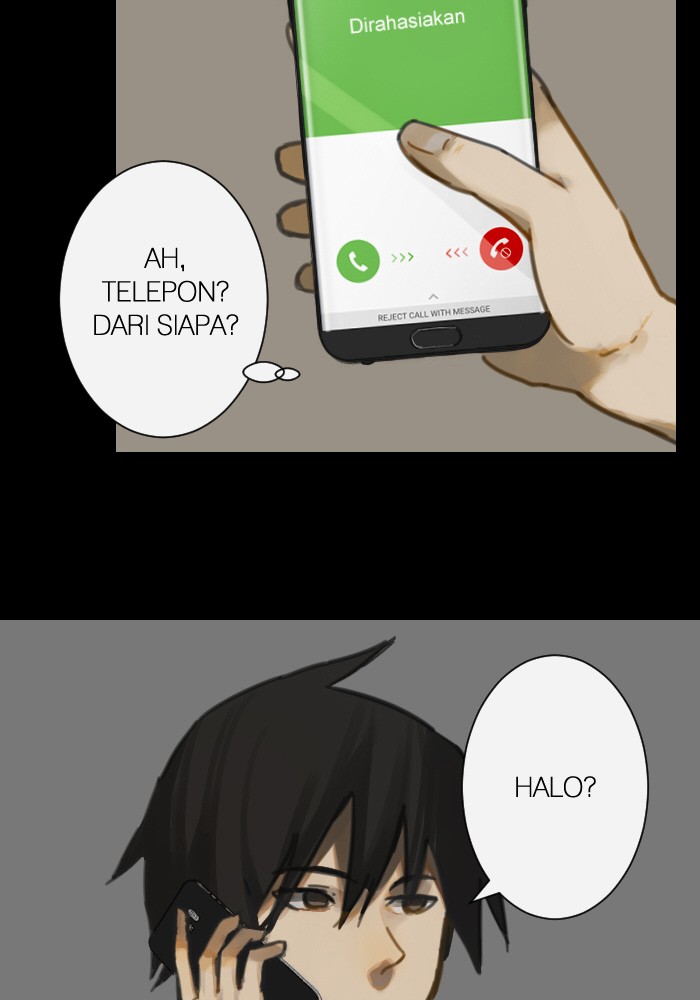 Dirahasiakan
AH,
TELEPON?
DARI SIAPA?
REJECT CALL WITH MESSAGE
HALO?